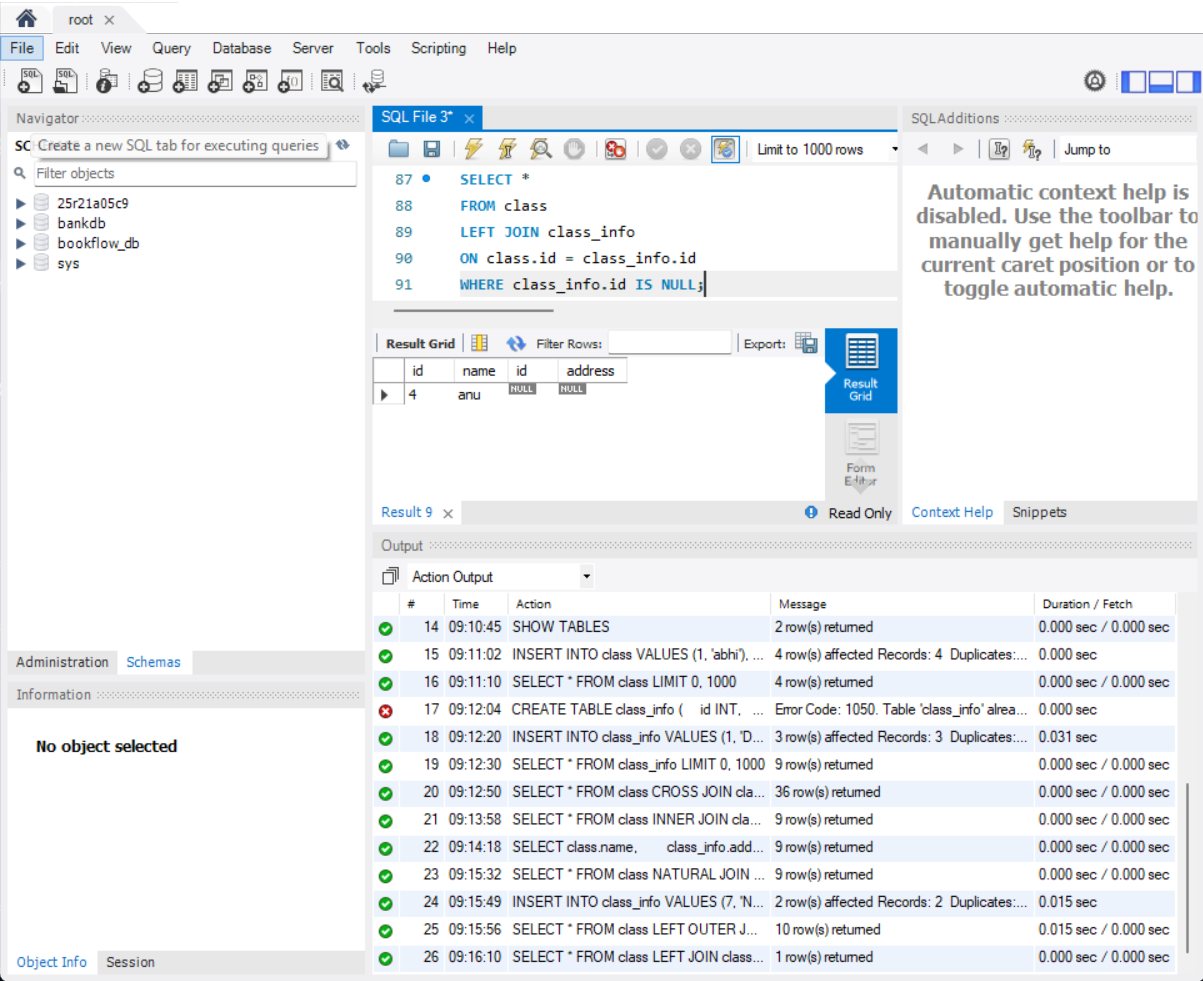 root
File Edit View Query Database Server Tools Scripting Help
Navigator
SQL File 3*
SQLAdditions
Create a new SQL tab for executing queries
Limit to 1000 rows
Jump to
Filter objects
25r21a05c9
bankdb
bookflow_db
sys
87 SELECT *
88 FROM class
89 LEFT JOIN class_info
90 ON class.id = class_info.id
91 WHERE class_info.id IS NULL;
Automatic context help is
disabled. Use the toolbar to
manually get help for the
current caret position or to
toggle automatic help.
Result Grid Filter Rows: Export:
id name id address
4 anu NULL NULL
Result
Grid
Form
Editor
Result 9
Read Only
Context Help Snippets
Output
Action Output
# Time Action Message Duration / Fetch
14 09:10:45 SHOW TABLES 2 row(s) returned 0.000 sec / 0.000 sec
15 09:11:02 INSERT INTO class VALUES (1, 'abhi'), ... 4 row(s) affected Records: 4 Duplicates:... 0.000 sec
16 09:11:10 SELECT * FROM class LIMIT 0, 1000 4 row(s) returned 0.000 sec / 0.000 sec
17 09:12:04 CREATE TABLE class_info ( id INT, ... Error Code: 1050. Table 'class_info' alrea... 0.000 sec
18 09:12:20 INSERT INTO class_info VALUES (1, 'D... 3 row(s) affected Records: 3 Duplicates:... 0.031 sec
19 09:12:30 SELECT * FROM class_info LIMIT 0, 1000 9 row(s) returned 0.000 sec / 0.000 sec
20 09:12:50 SELECT * FROM class CROSS JOIN cla... 36 row(s) returned 0.000 sec / 0.000 sec
21 09:13:58 SELECT * FROM class INNER JOIN cla... 9 row(s) returned 0.000 sec / 0.000 sec
22 09:14:18 SELECT class.name, class_info.add... 9 row(s) returned 0.000 sec / 0.000 sec
23 09:15:32 SELECT * FROM class NATURAL JOIN ... 9 row(s) returned 0.000 sec / 0.000 sec
24 09:15:49 INSERT INTO class_info VALUES (7, 'N... 2 row(s) affected Records: 2 Duplicates:... 0.015 sec
25 09:15:56 SELECT * FROM class LEFT OUTER J... 10 row(s) returned 0.015 sec / 0.000 sec
26 09:16:10 SELECT * FROM class LEFT JOIN class... 1 row(s) returned 0.000 sec / 0.000 sec
Administration Schemas
Information
No object selected
Object Info Session